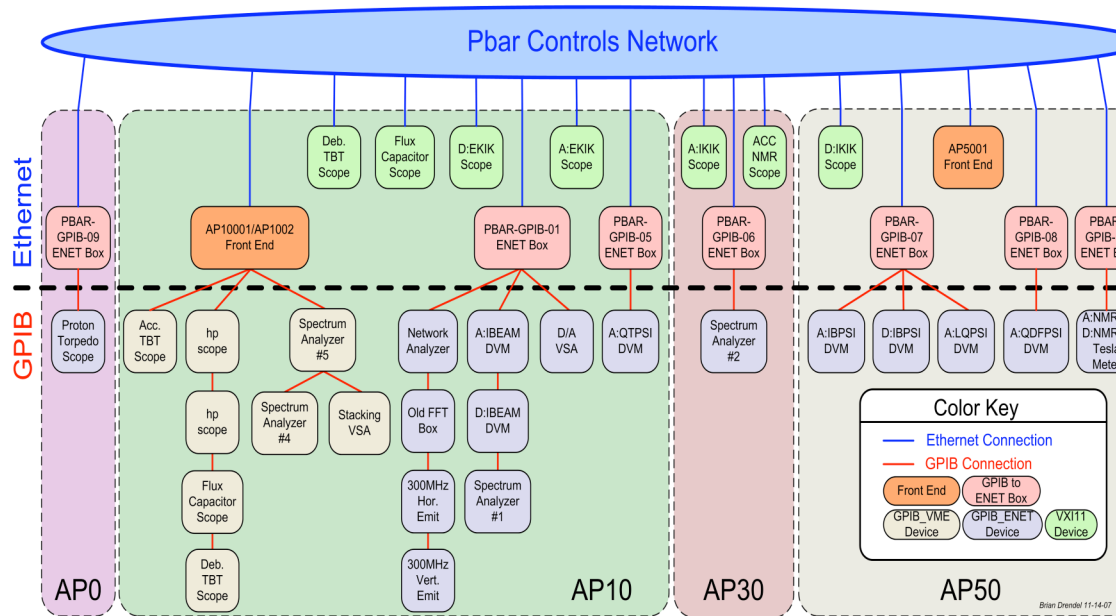 Pbar Controls Network
Ethernet
GPIB
Deb.
TBT
Scope
Flux
Capacitor
Scope
D:EKIK
Scope
A:EKIK
Scope
A:IKIK
Scope
ACC
NMR
Scope
D:IKIK
Scope
AP5001
Front End
PBAR-
GPIB-09
ENET Box
AP10001/AP1002
Front End
PBAR-GPIB-01
ENET Box
PBAR-
GPIB-05
ENET Box
PBAR-
GPIB-06
ENET Box
PBAR-
GPIB-07
ENET Box
PBAR-
GPIB-08
ENET Box
PBAR
GPIB-
ENET B
Proton
Torpedo
Scope
Acc.
TBT
Scope
hp
scope
Spectrum
Analyzer
#5
Network
Analyzer
A:IBEAM
DVM
D/A
VSA
A:QTPSI
DVM
Spectrum
Analyzer
#2
A:IBPSI
DVM
D:IBPSI
DVM
A:LQPSI
DVM
A:QDFPSI
DVM
A:NMR
D:NMR
Tesla
Mete
hp
scope
Spectrum
Analyzer
#4
Stacking
VSA
Old FFT
Box
D:IBEAM
DVM
Flux
Capacitor
Scope
300MHz
Hor.
Emit
Spectrum
Analyzer
#1
Deb.
TBT
Scope
300MHz
Vert.
Emit
Color Key
Ethernet Connection
GPIB Connection
Front End
GPIB to
ENET Box
GPIB_VME
Device
GPIB_ENET
Device
VXI11
Device
AP0
AP10
AP30
AP50
Brian Drendel 11-14-07